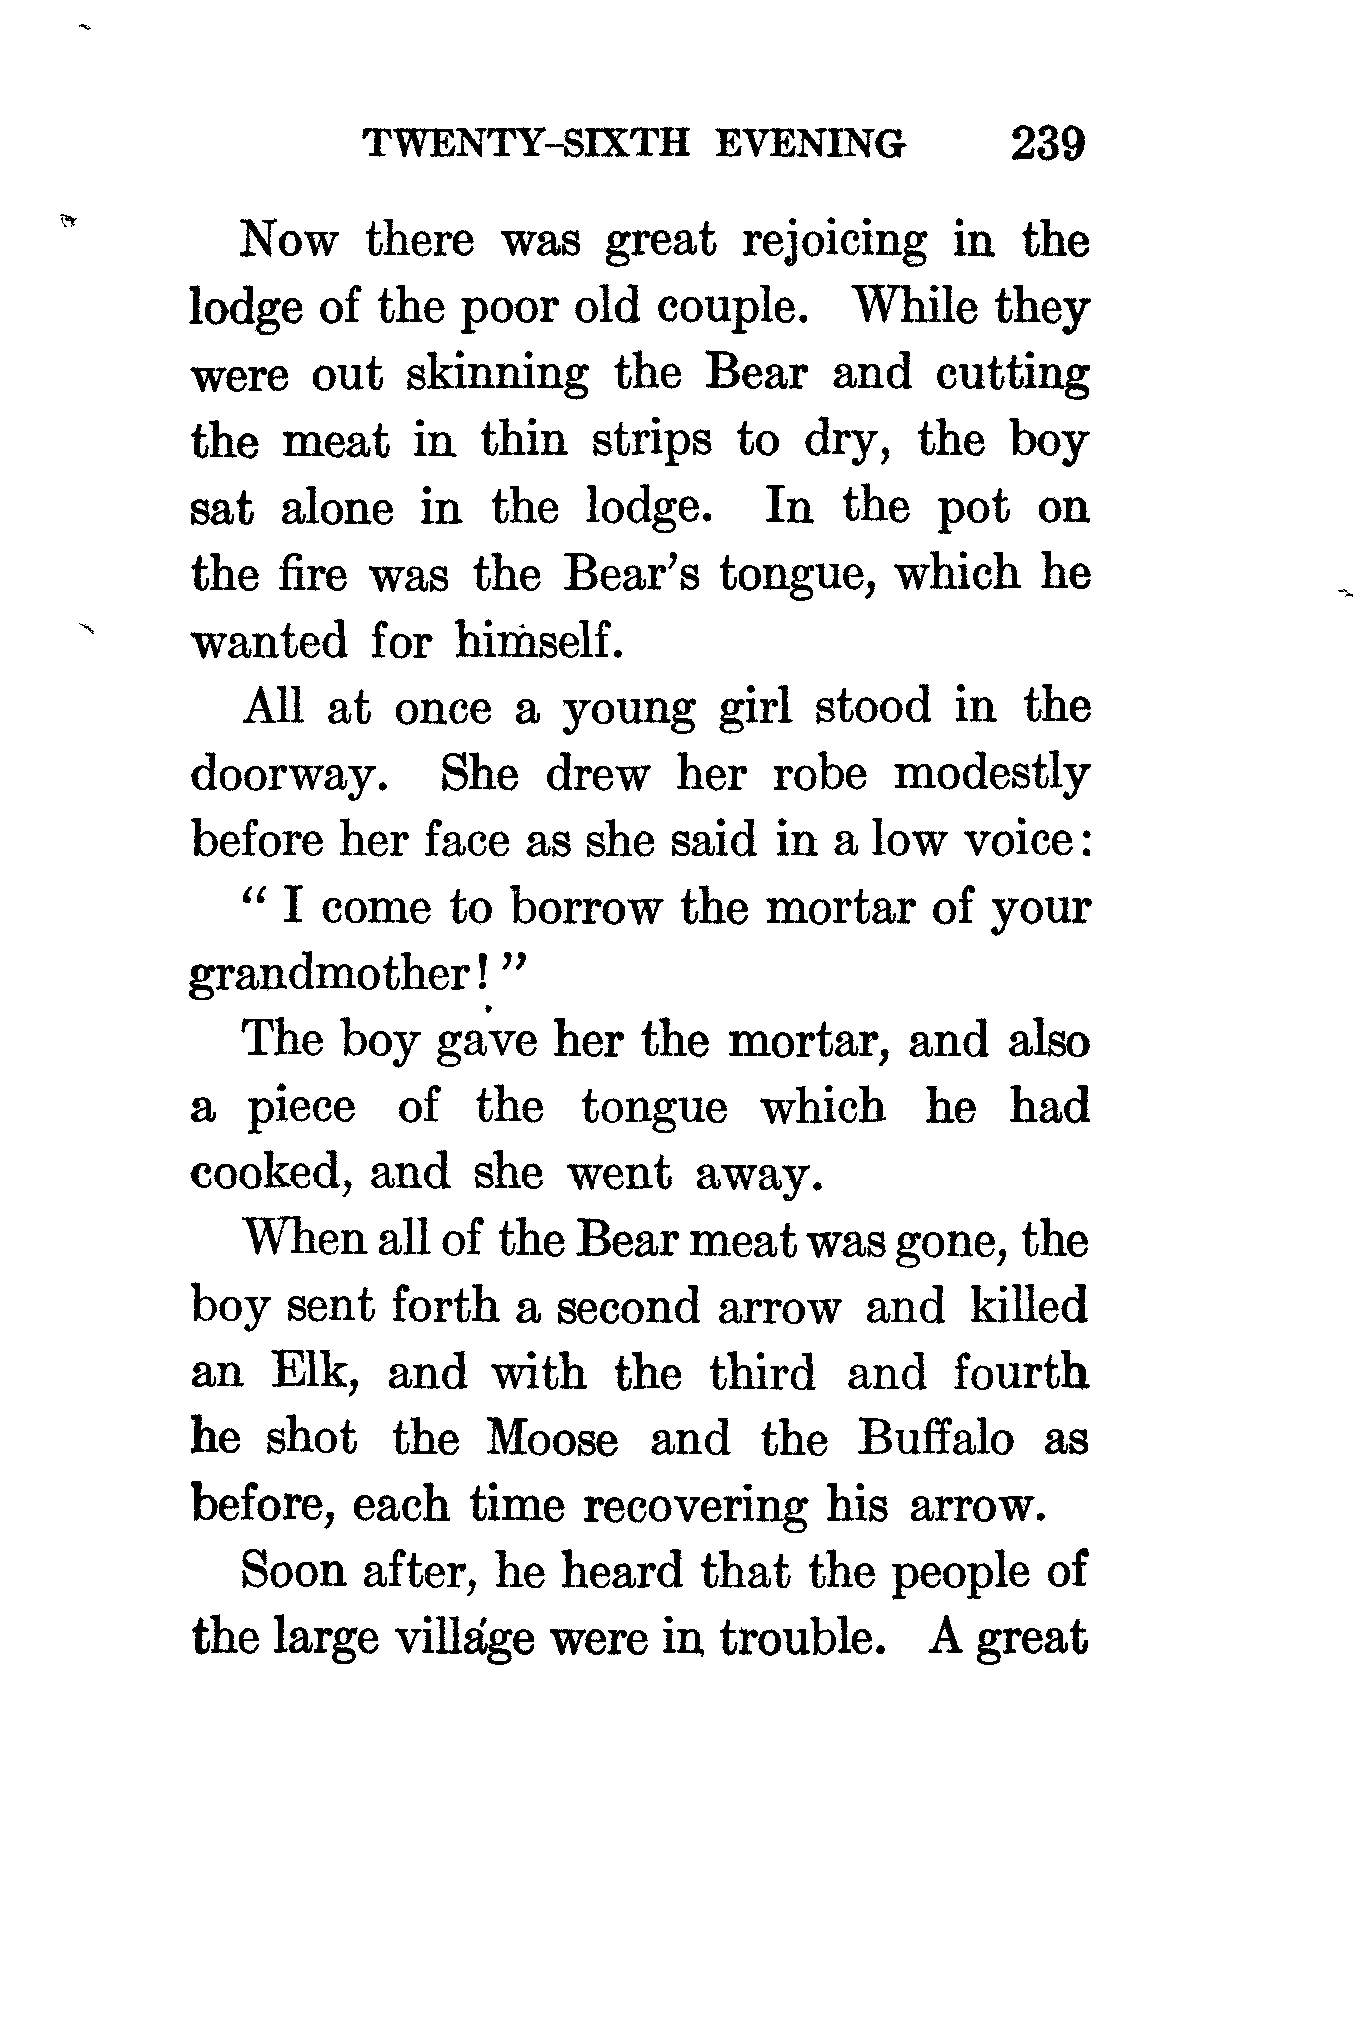 TWENTY-SIXTH EVENING 239
Now there was great rejoicing in the
lodge of the poor old couple. While they
were out skinning the Bear and cutting
the meat in thin strips to dry, the boy
sat alone in the lodge. In the pot on
the fire was the Bear's tongue, which he
wanted for himself.
All at once a young girl stood in the
doorway. She drew her robe modestly
before her face as she said in a low voice:
" I come to borrow the mortar of your
grandmother! "
The boy gave her the mortar, and also
a piece of the tongue which he had
cooked, and she went away.
When all of the Bear meat was gone, the
boy sent forth a second arrow and killed
an Elk, and with the third and fourth
he shot the Moose and the Buffalo as
before, each time recovering his arrow.
Soon after, he heard that the people of
the large village were in trouble. A great